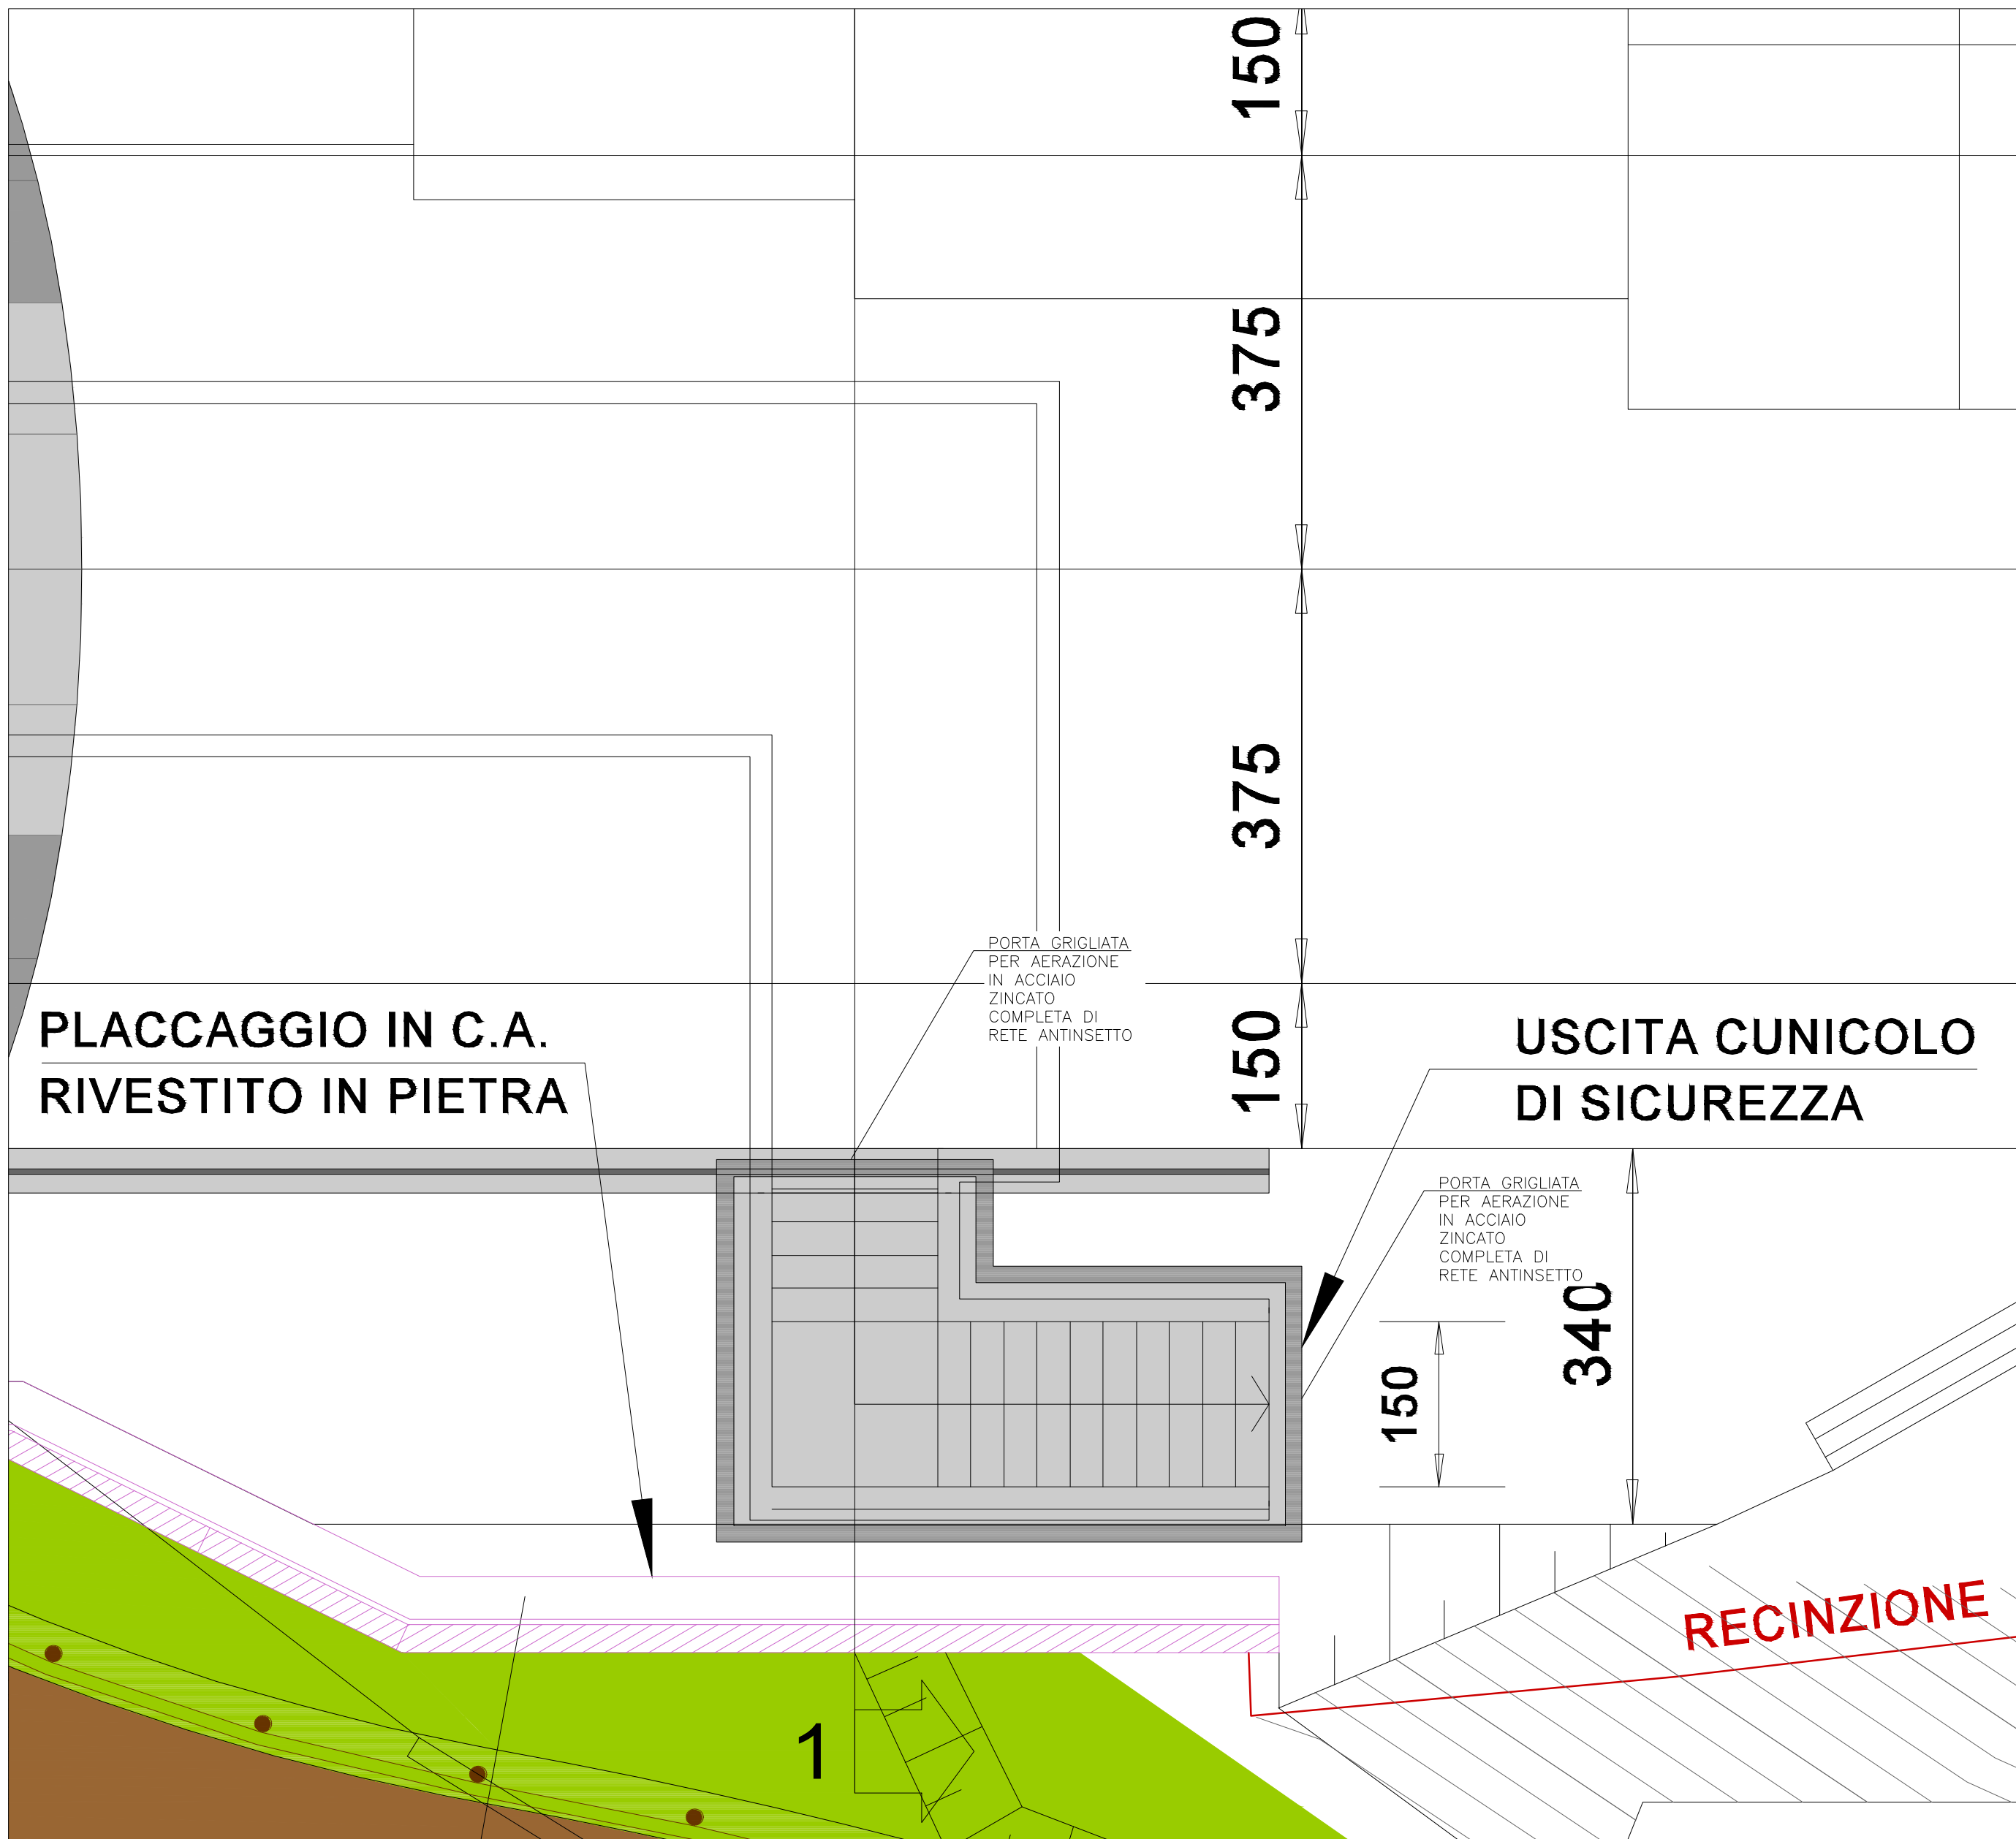 150
375
375
PORTA GRIGLIATA
PER AERAZIONE
IN ACCIAIO
ZINCATO
COMPLETA DI
RETE ANTINSETTO
PLACCAGGIO IN C.A.
RIVESTITO IN PIETRA
150
USCITA CUNICOLO
DI SICUREZZA
PORTA GRIGLIATA
PER AERAZIONE
IN ACCIAIO
ZINCATO
COMPLETA DI
RETE ANTINSETTO
340
150
RECINZIONE
1